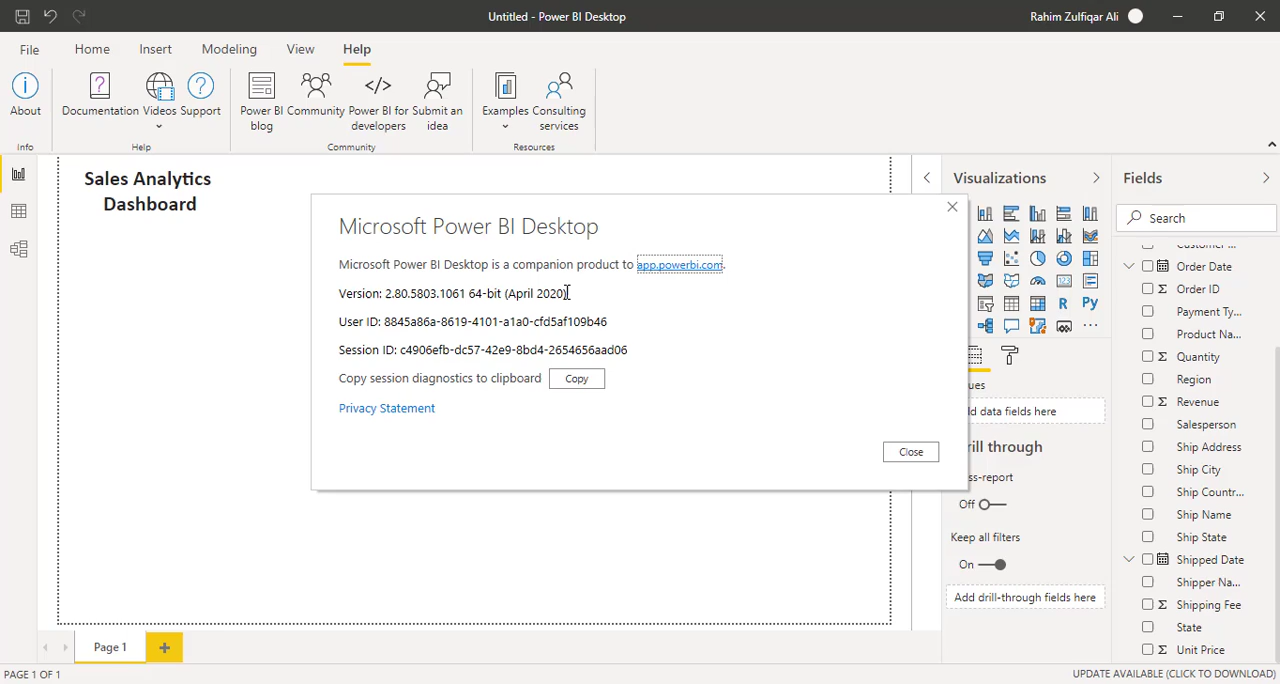 Untitled - Power BI Desktop
Rahim Zulfiqar Ali
File Home Insert Modeling View Help
About
Documentation Videos Support
Power BI blog
Community
Power BI for developers
Submit an idea
Examples
Consulting services
Info
Help
Community
Resources
Sales Analytics
Dashboard
Microsoft Power BI Desktop
Microsoft Power BI Desktop is a companion product to app.powerbi.com.
Version: 2.80.5803.1061 64-bit (April 2020)
User ID: 8845a86a-8619-4101-a1a0-cfd5af109b46
Session ID: c4906efb-dc57-42e9-8bd4-2654656aad06
Copy session diagnostics to clipboard Copy
Privacy Statement
Close
Visualizations
R Py
ues
d data fields here
rill through
ss-report
Off
Keep all filters
On
Add drill-through fields here
Fields
Search
Customer ...
Order Date
Σ Order ID
Payment Ty...
Product Na...
Σ Quantity
Region
Σ Revenue
Salesperson
Ship Address
Ship City
Ship Countr...
Ship Name
Ship State
Shipped Date
Shipper Na...
Σ Shipping Fee
State
Σ Unit Price
Page 1
PAGE 1 OF 1
UPDATE AVAILABLE (CLICK TO DOWNLOAD)